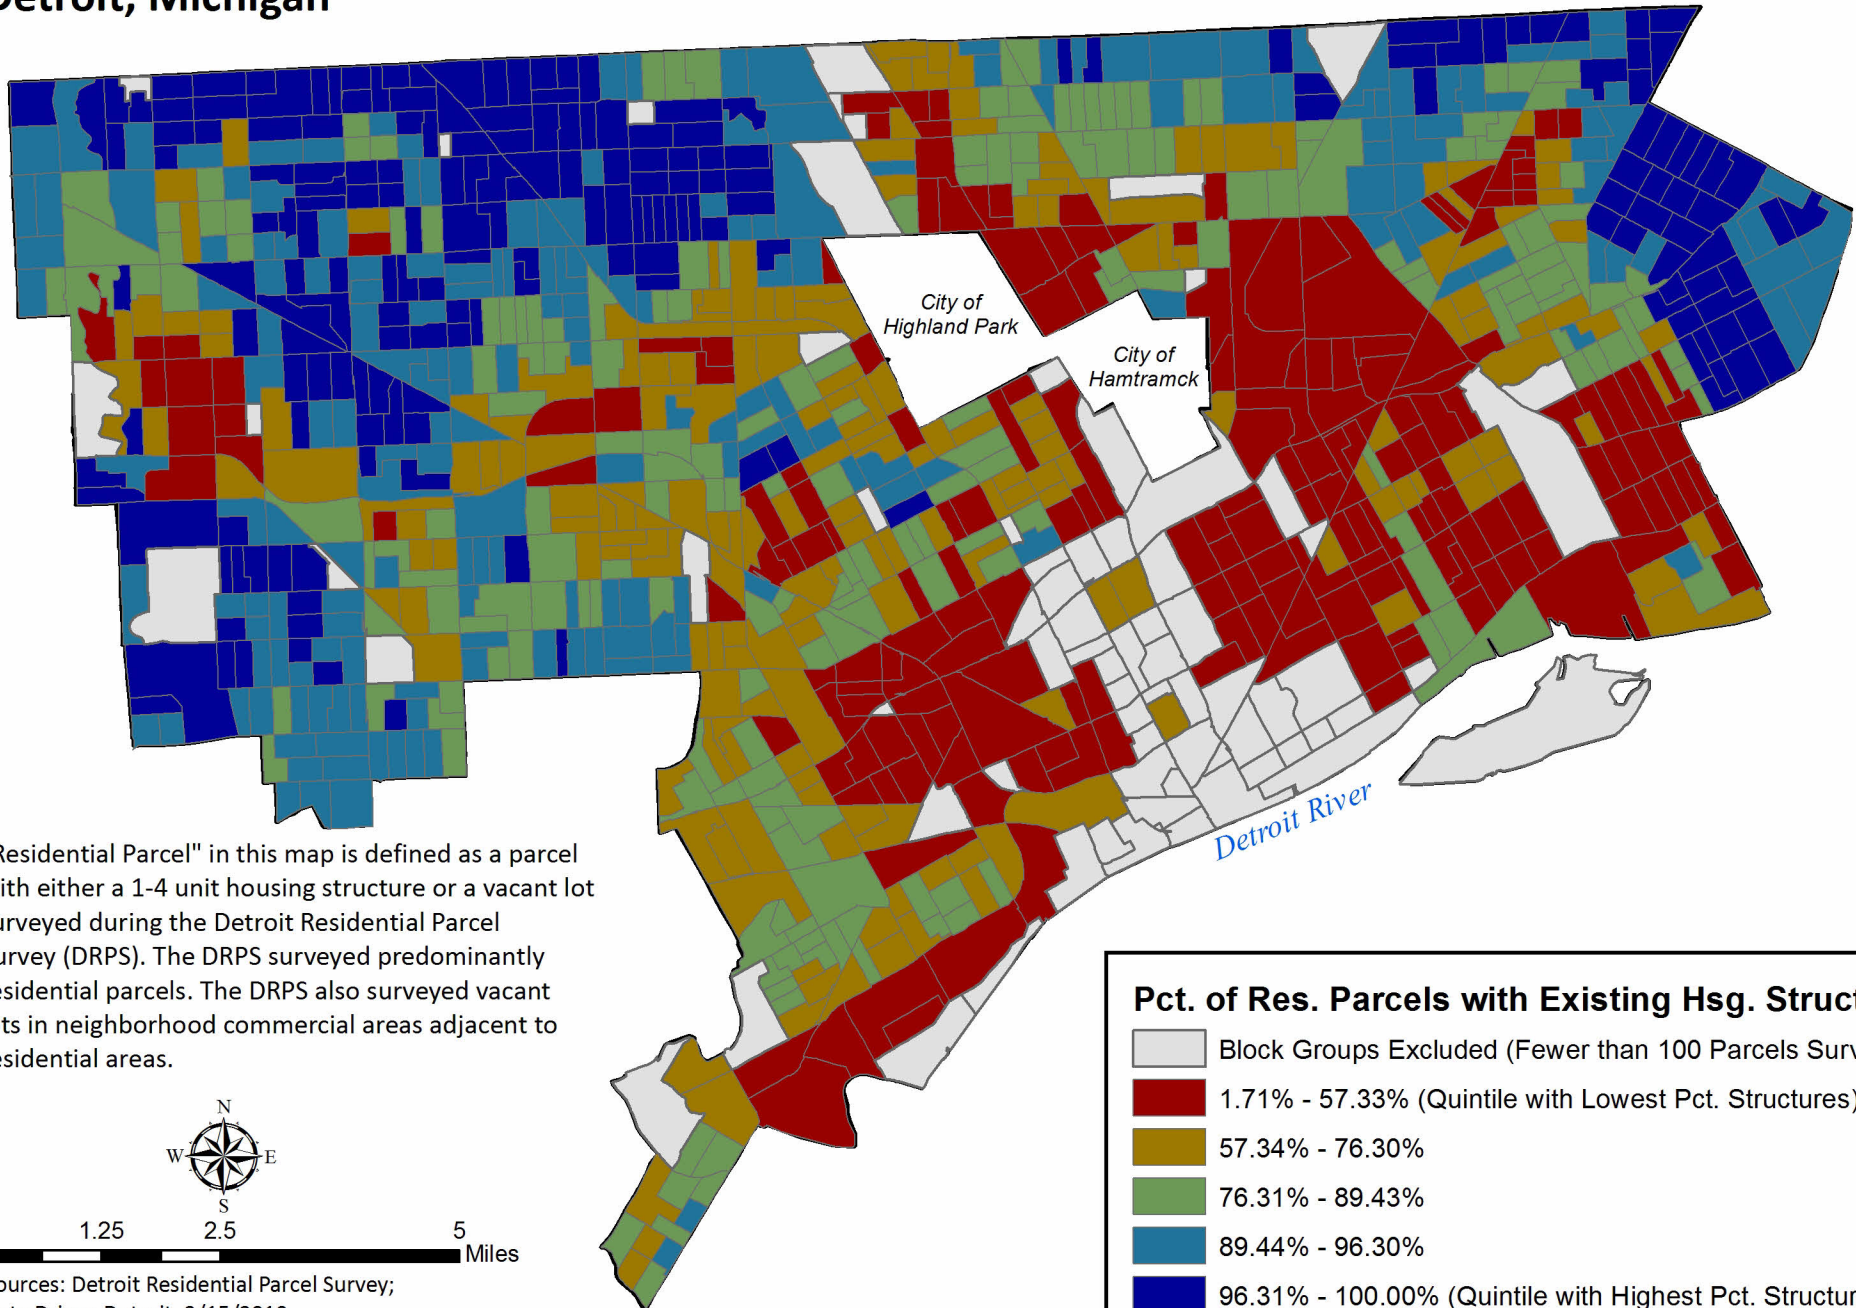 Detroit, Michigan
City of
Highland Park
City of
Hamtramck
Detroit River
Residential Parcel" in this map is defined as a parcel
ith either a 1-4 unit housing structure or a vacant lot
urveyed during the Detroit Residential Parcel
urvey (DRPS). The DRPS surveyed predominantly
esidential parcels. The DRPS also surveyed vacant
ts in neighborhood commercial areas adjacent to
esidential areas.
N
W E
S
1.25 2.5 5
Miles
ources: Detroit Residential Parcel Survey;
Pct. of Res. Parcels with Existing Hsg. Struct
Block Groups Excluded (Fewer than 100 Parcels Surv
1.71% - 57.33% (Quintile with Lowest Pct. Structures)
57.34% - 76.30%
76.31% - 89.43%
89.44% - 96.30%
96.31% - 100.00% (Quintile with Highest Pct. Structur